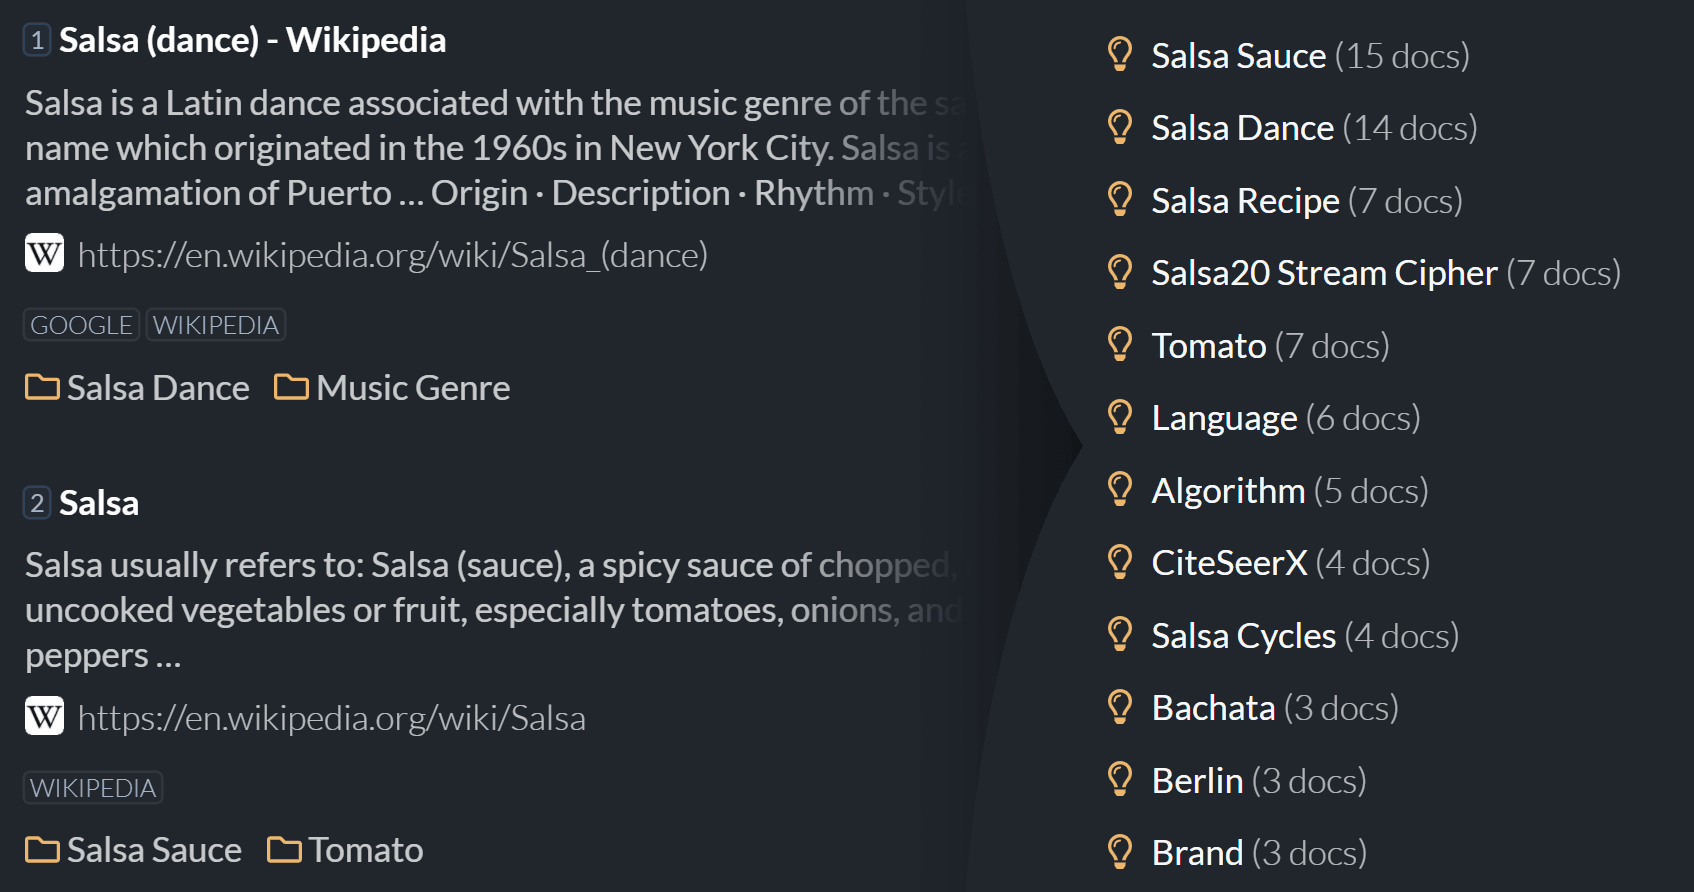 1 Salsa (dance) - Wikipedia
Salsa is a Latin dance associated with the music genre of the sa
name which originated in the 1960s in New York City. Salsa is a
amalgamation of Puerto ... Origin · Description · Rhythm · Style
W https://en.wikipedia.org/wiki/Salsa_(dance)
GOOGLE WIKIPEDIA
Salsa Dance Music Genre
2 Salsa
Salsa usually refers to: Salsa (sauce), a spicy sauce of chopped,
uncooked vegetables or fruit, especially tomatoes, onions, and
peppers ...
W https://en.wikipedia.org/wiki/Salsa
WIKIPEDIA
Salsa Sauce Tomato
Salsa Sauce (15 docs)
Salsa Dance (14 docs)
Salsa Recipe (7 docs)
Salsa20 Stream Cipher (7 docs)
Tomato (7 docs)
Language (6 docs)
Algorithm (5 docs)
CiteSeerX (4 docs)
Salsa Cycles (4 docs)
Bachata (3 docs)
Berlin (3 docs)
Brand (3 docs)